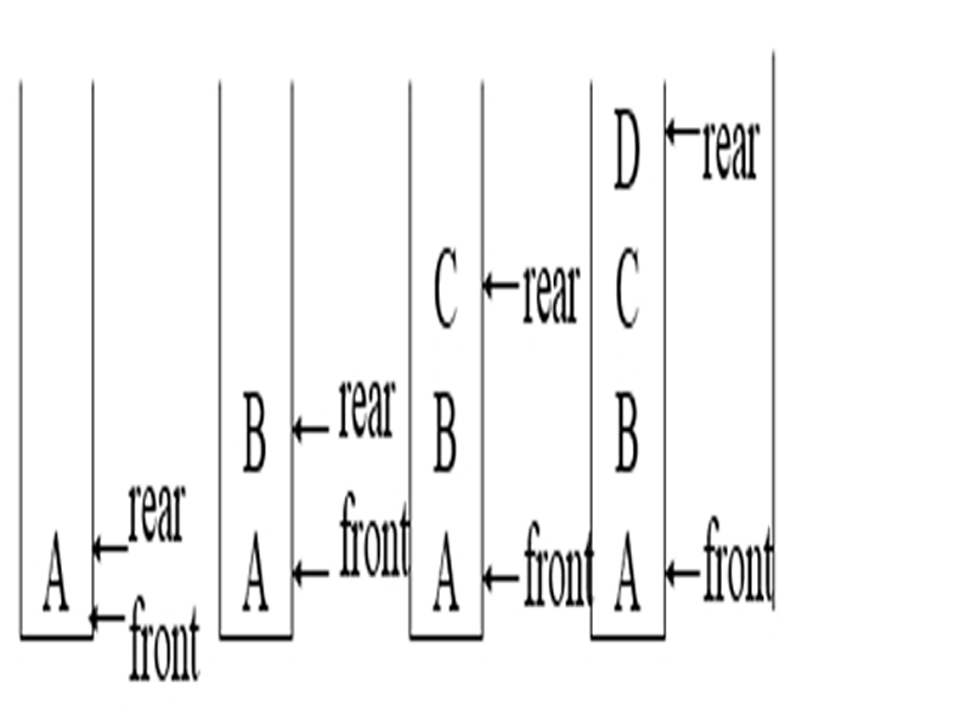 D ← rear
C ← rear C
B ← rear B B
A ← rear
← front
A ← front A ← front A ← front